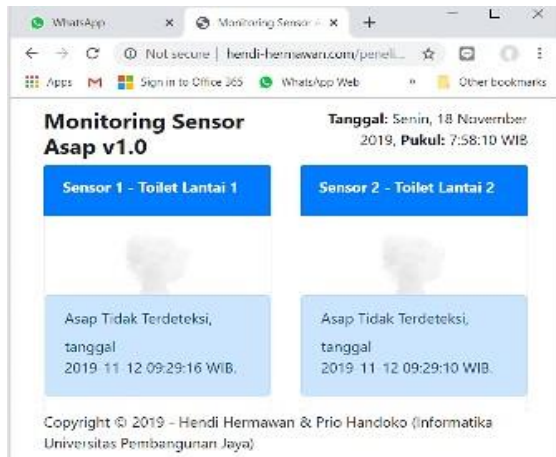 WhatsApp
Monitoring Sensor
Not secure | hendi-hermawan.com/peneli...
Apps Sign in to Office 365 WhatsApp Web » Other bookmarks
Monitoring Sensor
Asap v1.0
Tanggal: Senin, 18 November
2019, Pukul: 7:58:10 WIB
Sensor 1 - Toilet Lantai 1
Asap Tidak Terdeteksi,
tanggal
2019-11-12 09:29:16 WIB.
Sensor 2 - Toilet Lantai 2
Asap Tidak Terdeteksi,
tanggal
2019-11-12 09:29:10 WIB.
Copyright © 2019 - Hendi Hermawan & Prio Handoko (Informatika
Universitas Pembangunan Jaya)